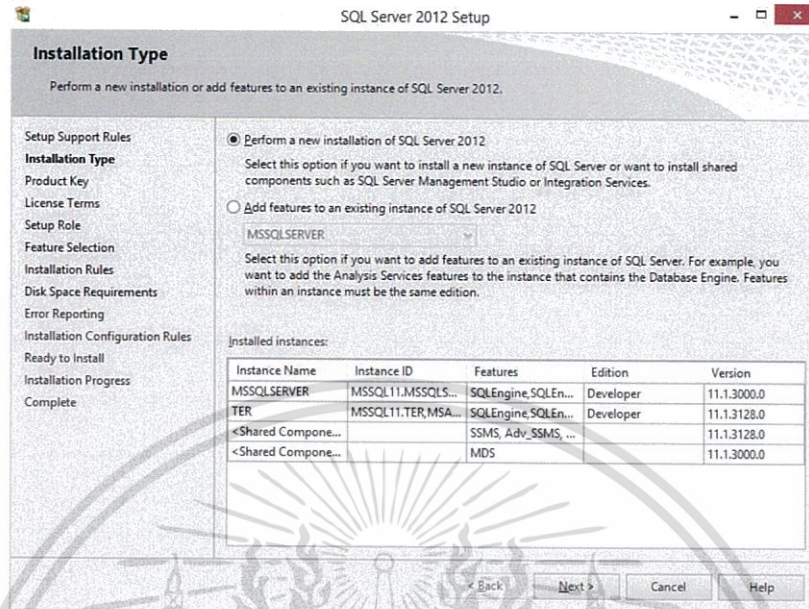 SQL Server 2012 Setup
Installation Type
Perform a new installation or add features to an existing instance of SQL Server 2012.
Setup Support Rules
Installation Type
Product Key
License Terms
Setup Role
Feature Selection
Installation Rules
Disk Space Requirements
Error Reporting
Installation Configuration Rules
Ready to Install
Installation Progress
Complete
Perform a new installation of SQL Server 2012
Select this option if you want to install a new instance of SQL Server or want to install shared
components such as SQL Server Management Studio or Integration Services.
Add features to an existing instance of SQL Server 2012
MSSQLSERVER
Select this option if you want to add features to an existing instance of SQL Server. For example, you
want to add the Analysis Services features to the instance that contains the Database Engine. Features
within an instance must be the same edition.
Installed instances:
Instance Name Instance ID Features Edition Version
MSSQLSERVER MSSQL11.MSSQLS... SQLEngine,SQLEn... Developer 11.1.3000.0
TER MSSQL11.TER,MSA... SQLEngine,SQLEn... Developer 11.1.3128.0
<Shared Compone... SSMS, Adv_SSMS, ... 11.1.3128.0
<Shared Compone... MDS 11.1.3000.0
< Back Next > Cancel Help